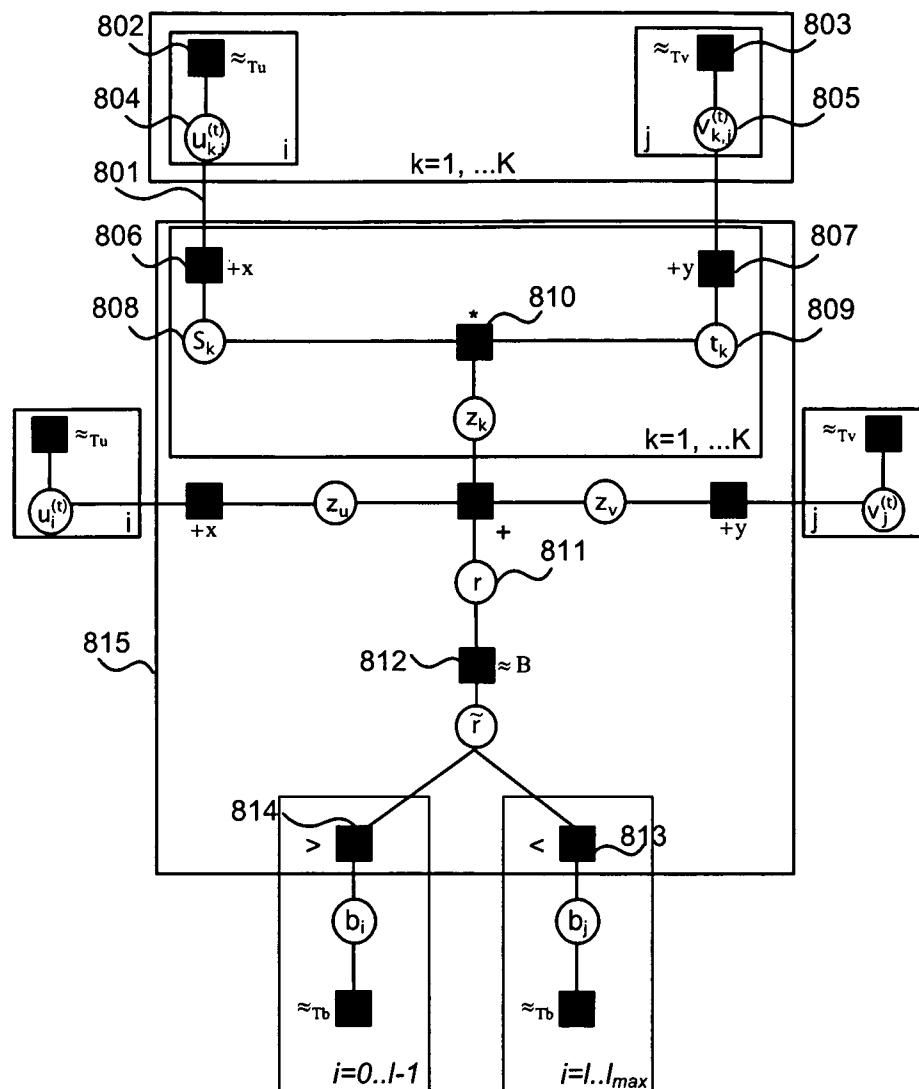 802
≈Tu
≈Tv
803
804
u(t)k,i
i
j
v(t)k,j
805
k=1, ...K
801
806
+x
+y
807
808
Sk
*
810
tk
809
zk
k=1, ...K
≈Tu
≈Tv
u(t)i
i
+x
zu
+
zv
+y
j
v(t)j
r
811
815
812
≈ B
r̃
814
>
<
813
bi
bj
≈Tb
≈Tb
i=0..l-1
i=l..lmax